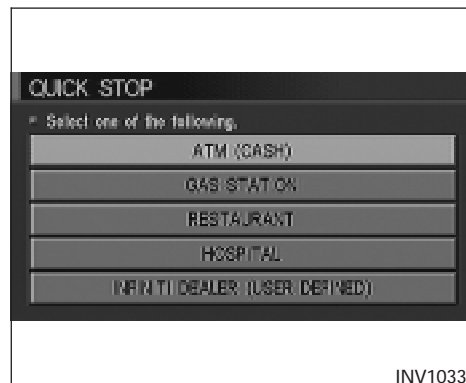 QUICK STOP
Select one of the following.
ATM (CASH)
GAS STATION
RESTAURANT
HOSPITAL
INFINITI DEALER (USER DEFINED)
INV1033